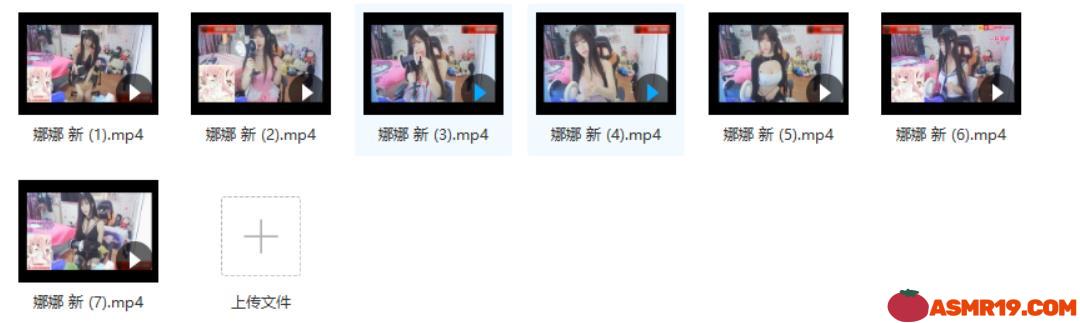 娜娜 新 (1).mp4
娜娜 新 (2).mp4
娜娜 新 (3).mp4
娜娜 新 (4).mp4
娜娜 新 (5).mp4
娜娜 新 (6).mp4
娜娜 新 (7).mp4
上传文件
ASMR19.COM